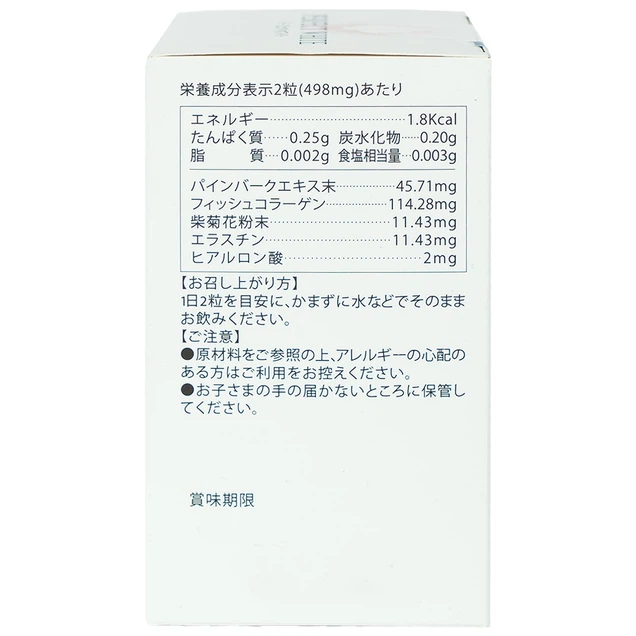 栄養成分表示2粒(498mg)あたり
エネルギー……………………1.8Kcal
たんぱく質……0.25g 炭水化物……0.20g
脂　　質……0.002g 食塩相当量…0.003g
パインバークエキス末……………45.71mg
フィッシュコラーゲン……………114.28mg
柴菊花粉末……………………11.43mg
エラスチン……………………11.43mg
ヒアルロン酸……………………2mg
【お召し上がり方】
1日2粒を目安に、かまずに水などでそのまま
お飲みください。
【ご注意】
●原材料をご参照の上、アレルギーの心配の
ある方はご利用をお控えください。
●お子さまの手の届かないところに保管し
てください。
賞味期限